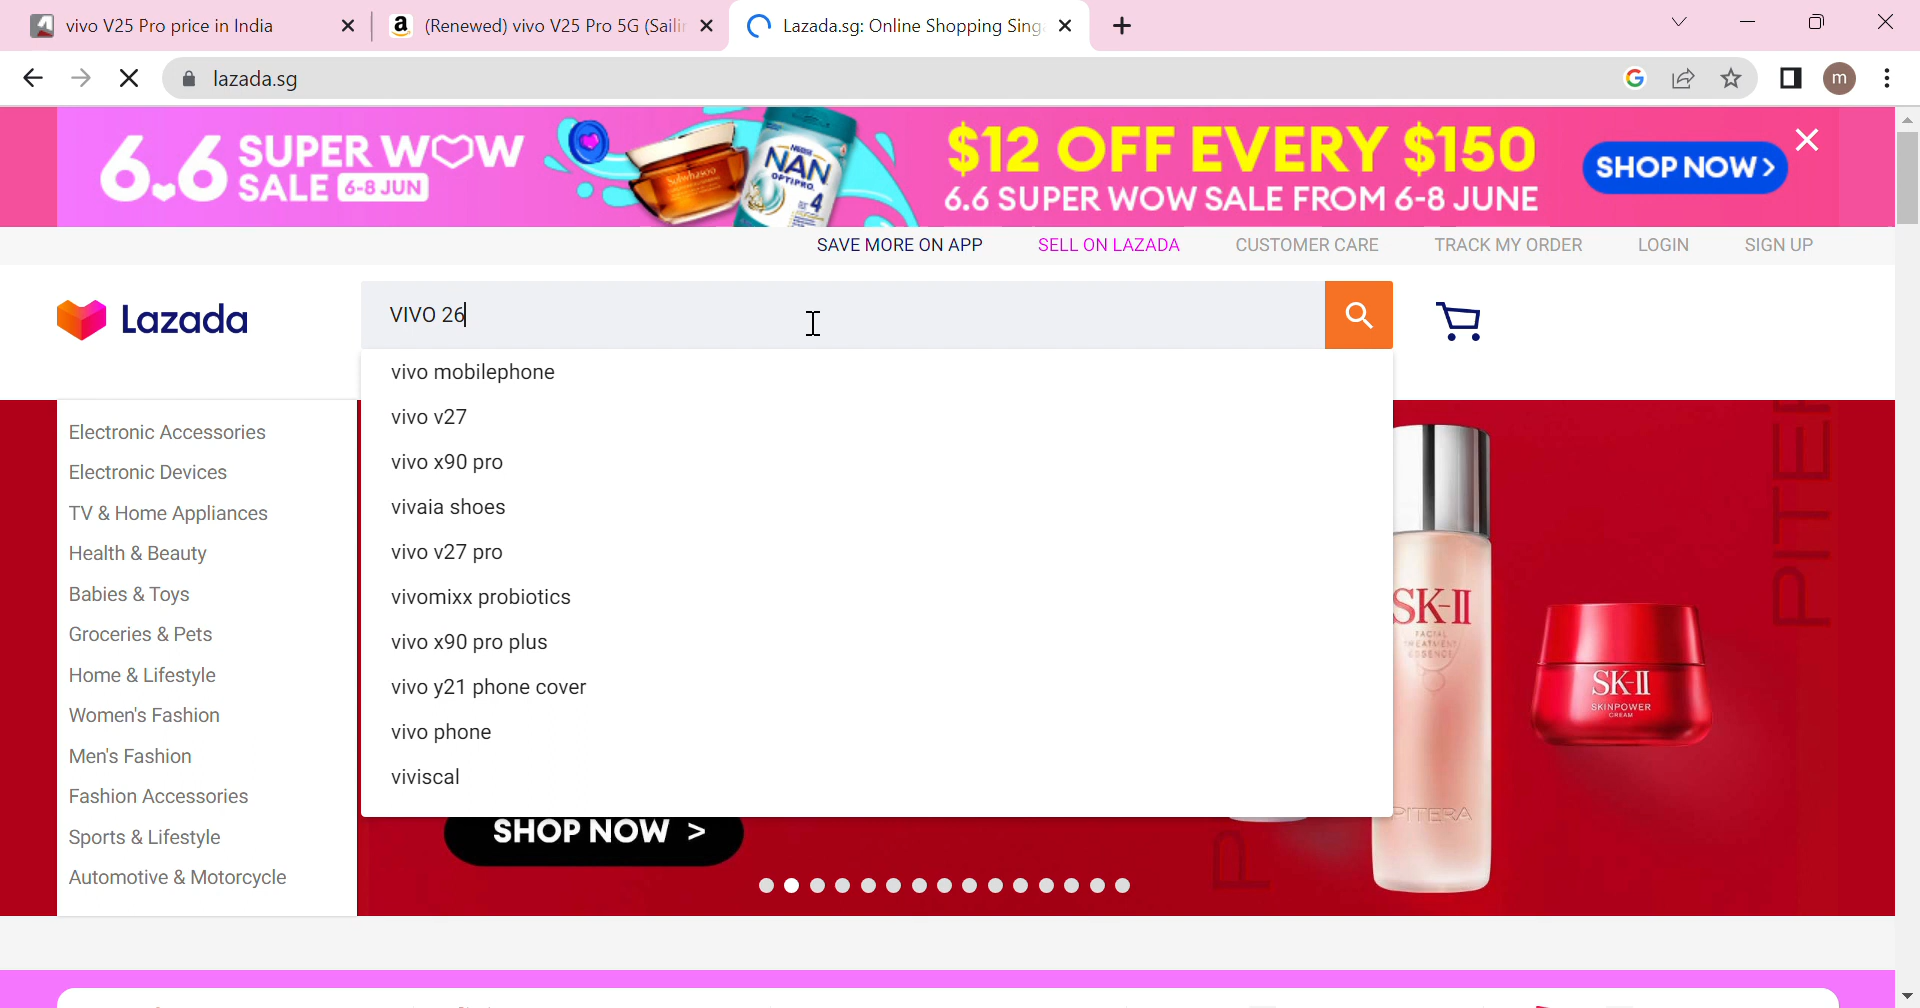 vivo V25 Pro price in India
a (Renewed) vivo V25 Pro 5G (Sailin
Lazada.sg: Online Shopping Sing
lazada.sg
m
6.6 SUPER WOW SALE 6-8 JUN
Sulwhasoo
Nestlé
NAN
OPTIPRO
4
$12 OFF EVERY $150
6.6 SUPER WOW SALE FROM 6-8 JUNE
SHOP NOW >
SAVE MORE ON APP
SELL ON LAZADA
CUSTOMER CARE
TRACK MY ORDER
LOGIN
SIGN UP
Lazada
VIVO 26
vivo mobilephone
vivo v27
vivo x90 pro
vivaia shoes
vivo v27 pro
vivomixx probiotics
vivo x90 pro plus
vivo y21 phone cover
vivo phone
viviscal
Electronic Accessories
Electronic Devices
TV & Home Appliances
Health & Beauty
Babies & Toys
Groceries & Pets
Home & Lifestyle
Women's Fashion
Men's Fashion
Fashion Accessories
Sports & Lifestyle
Automotive & Motorcycle
SHOP NOW >
SK-II
FACIAL
TREATMENT
ESSENCE
PITERA
SK-II
SKINPOWER
CREAM
PITER